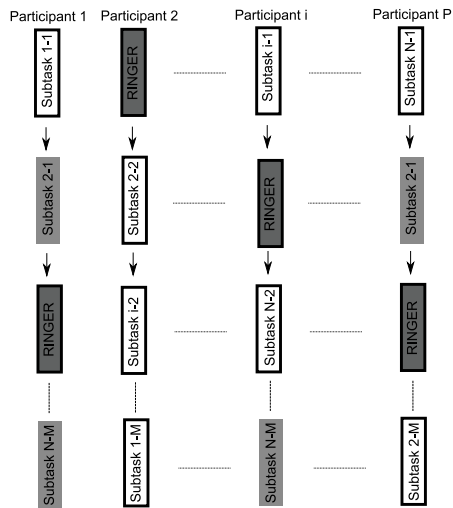 Participant 1
Participant 2
Participant i
Participant P
Subtask 1-1
RINGER
Subtask i-1
Subtask N-1
Subtask 2-1
Subtask 2-2
RINGER
Subtask 2-1
RINGER
Subtask i-2
Subtask N-2
RINGER
Subtask N-M
Subtask 1-M
Subtask N-M
Subtask 2-M